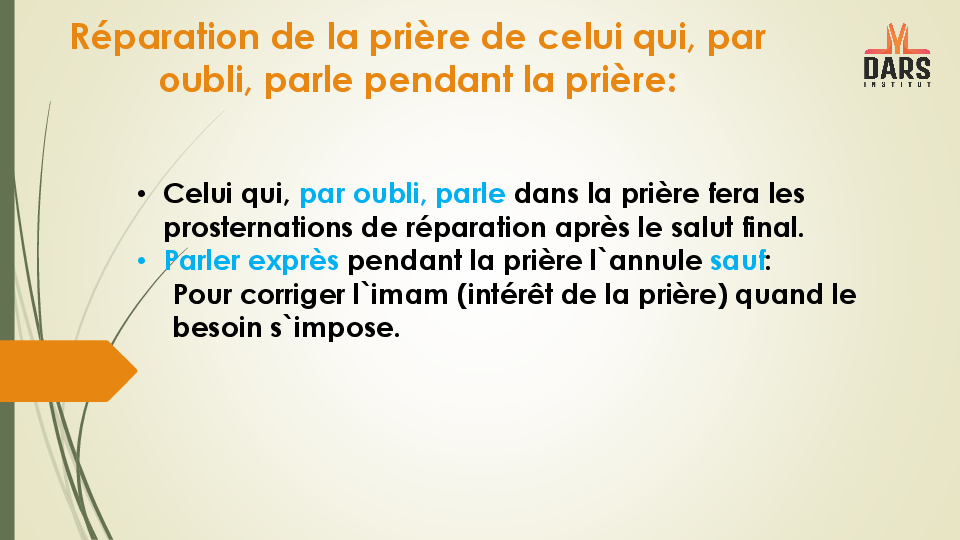 Réparation de la prière de celui qui, par
oubli, parle pendant la prière:
DARS
INSTITUT
• Celui qui, par oubli, parle dans la prière fera les
prosternations de réparation après le salut final.
• Parler exprès pendant la prière l`annule sauf:
Pour corriger l`imam (intérêt de la prière) quand le
besoin s`impose.